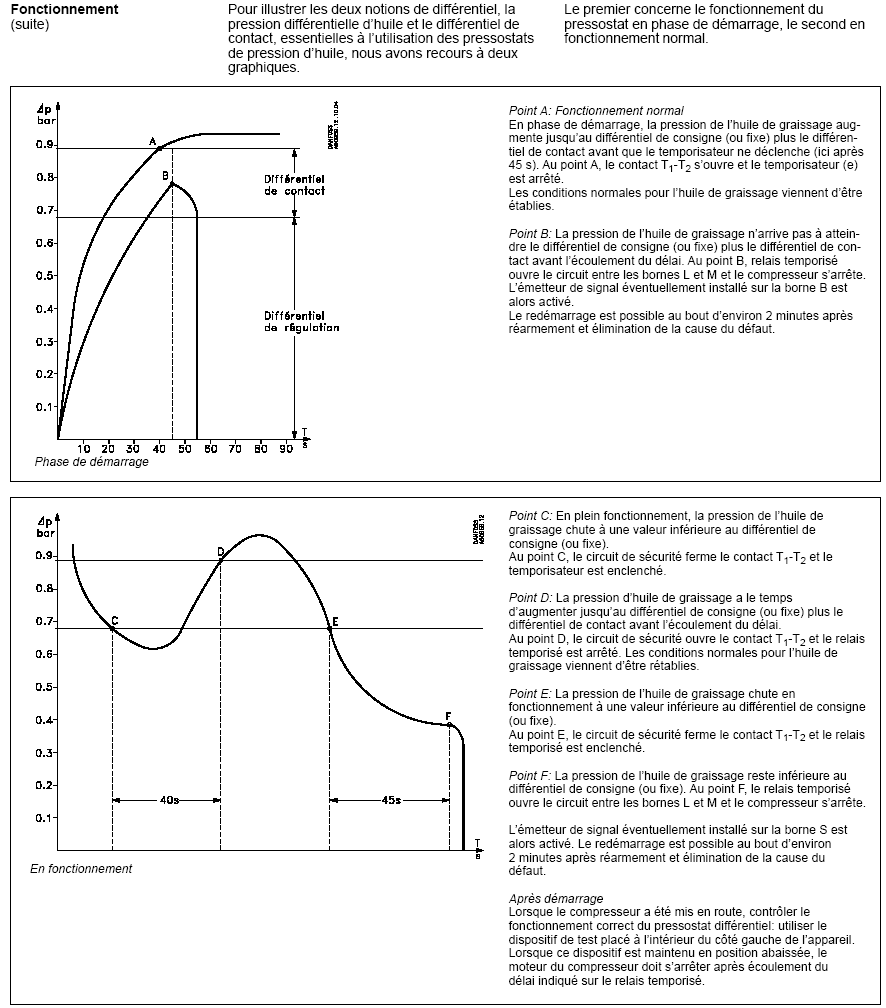 Fonctionnement
(suite)
Pour illustrer les deux notions de différentiel, la
pression différentielle d'huile et le différentiel de
contact, essentielles à l'utilisation des pressostats
de pression d'huile, nous avons recours à deux
graphiques.
Le premier concerne le fonctionnement du
pressostat en phase de démarrage, le second en
fonctionnement normal.
Δp
bar
0.9
0.8
0.7
0.6
0.5
0.4
0.3
0.2
0.1
A
B
Différentiel
de contact
Différentiel
de régulation
T
10 20 30 40 50 60 70 80 90
Phase de démarrage
Point A: Fonctionnement normal
En phase de démarrage, la pression de l'huile de graissage aug-
mente jusqu'au différentiel de consigne (ou fixe) plus le différen-
tiel de contact avant que le temporisateur ne déclenche (ici après
45 s). Au point A, le contact T1-T2 s'ouvre et le temporisateur (e)
est arrêté.
Les conditions normales pour l'huile de graissage viennent d'être
établies.
Point B: La pression de l'huile de graissage n'arrive pas à attein-
dre le différentiel de consigne (ou fixe) plus le différentiel de con-
tact avant l'écoulement du délai. Au point B, relais temporisé
ouvre le circuit entre les bornes L et M et le compresseur s'arrête.
L'émetteur de signal éventuellement installé sur la borne B est
alors activé.
Le redémarrage est possible au bout d'environ 2 minutes après
réarmement et élimination de la cause du défaut.
Δp
bar
0.9
0.8
0.7
0.6
0.5
0.4
0.3
0.2
0.1
C
D
E
F
40s
45s
T
s
En fonctionnement
Point C: En plein fonctionnement, la pression de l'huile de
graissage chute à une valeur inférieure au différentiel de
consigne (ou fixe).
Au point C, le circuit de sécurité ferme le contact T1-T2 et le
temporisateur est enclenché.
Point D: La pression d'huile de graissage a le temps
d'augmenter jusqu'au différentiel de consigne (ou fixe) plus le
différentiel de contact avant l'écoulement du délai.
Au point D, le circuit de sécurité ouvre le contact T1-T2 et le relais
temporisé est arrêté. Les conditions normales pour l'huile de
graissage viennent d'être rétablies.
Point E: La pression de l'huile de graissage chute en
fonctionnement à une valeur inférieure au différentiel de consigne
(ou fixe).
Au point E, le circuit de sécurité ferme le contact T1-T2 et le relais
temporisé est enclenché.
Point F: La pression de l'huile de graissage reste inférieure au
différentiel de consigne (ou fixe). Au point F, le relais temporisé
ouvre le circuit entre les bornes L et M et le compresseur s'arrête.
L'émetteur de signal éventuellement installé sur la borne S est
alors activé. Le redémarrage est possible au bout d'environ
2 minutes après réarmement et élimination de la cause du
défaut.
Après démarrage
Lorsque le compresseur a été mis en route, contrôler le
fonctionnement correct du pressostat différentiel: utiliser le
dispositif de test placé à l'intérieur du côté gauche de l'appareil.
Lorsque ce dispositif est maintenu en position abaissée, le
moteur du compresseur doit s'arrêter après écoulement du
délai indiqué sur le relais temporisé.